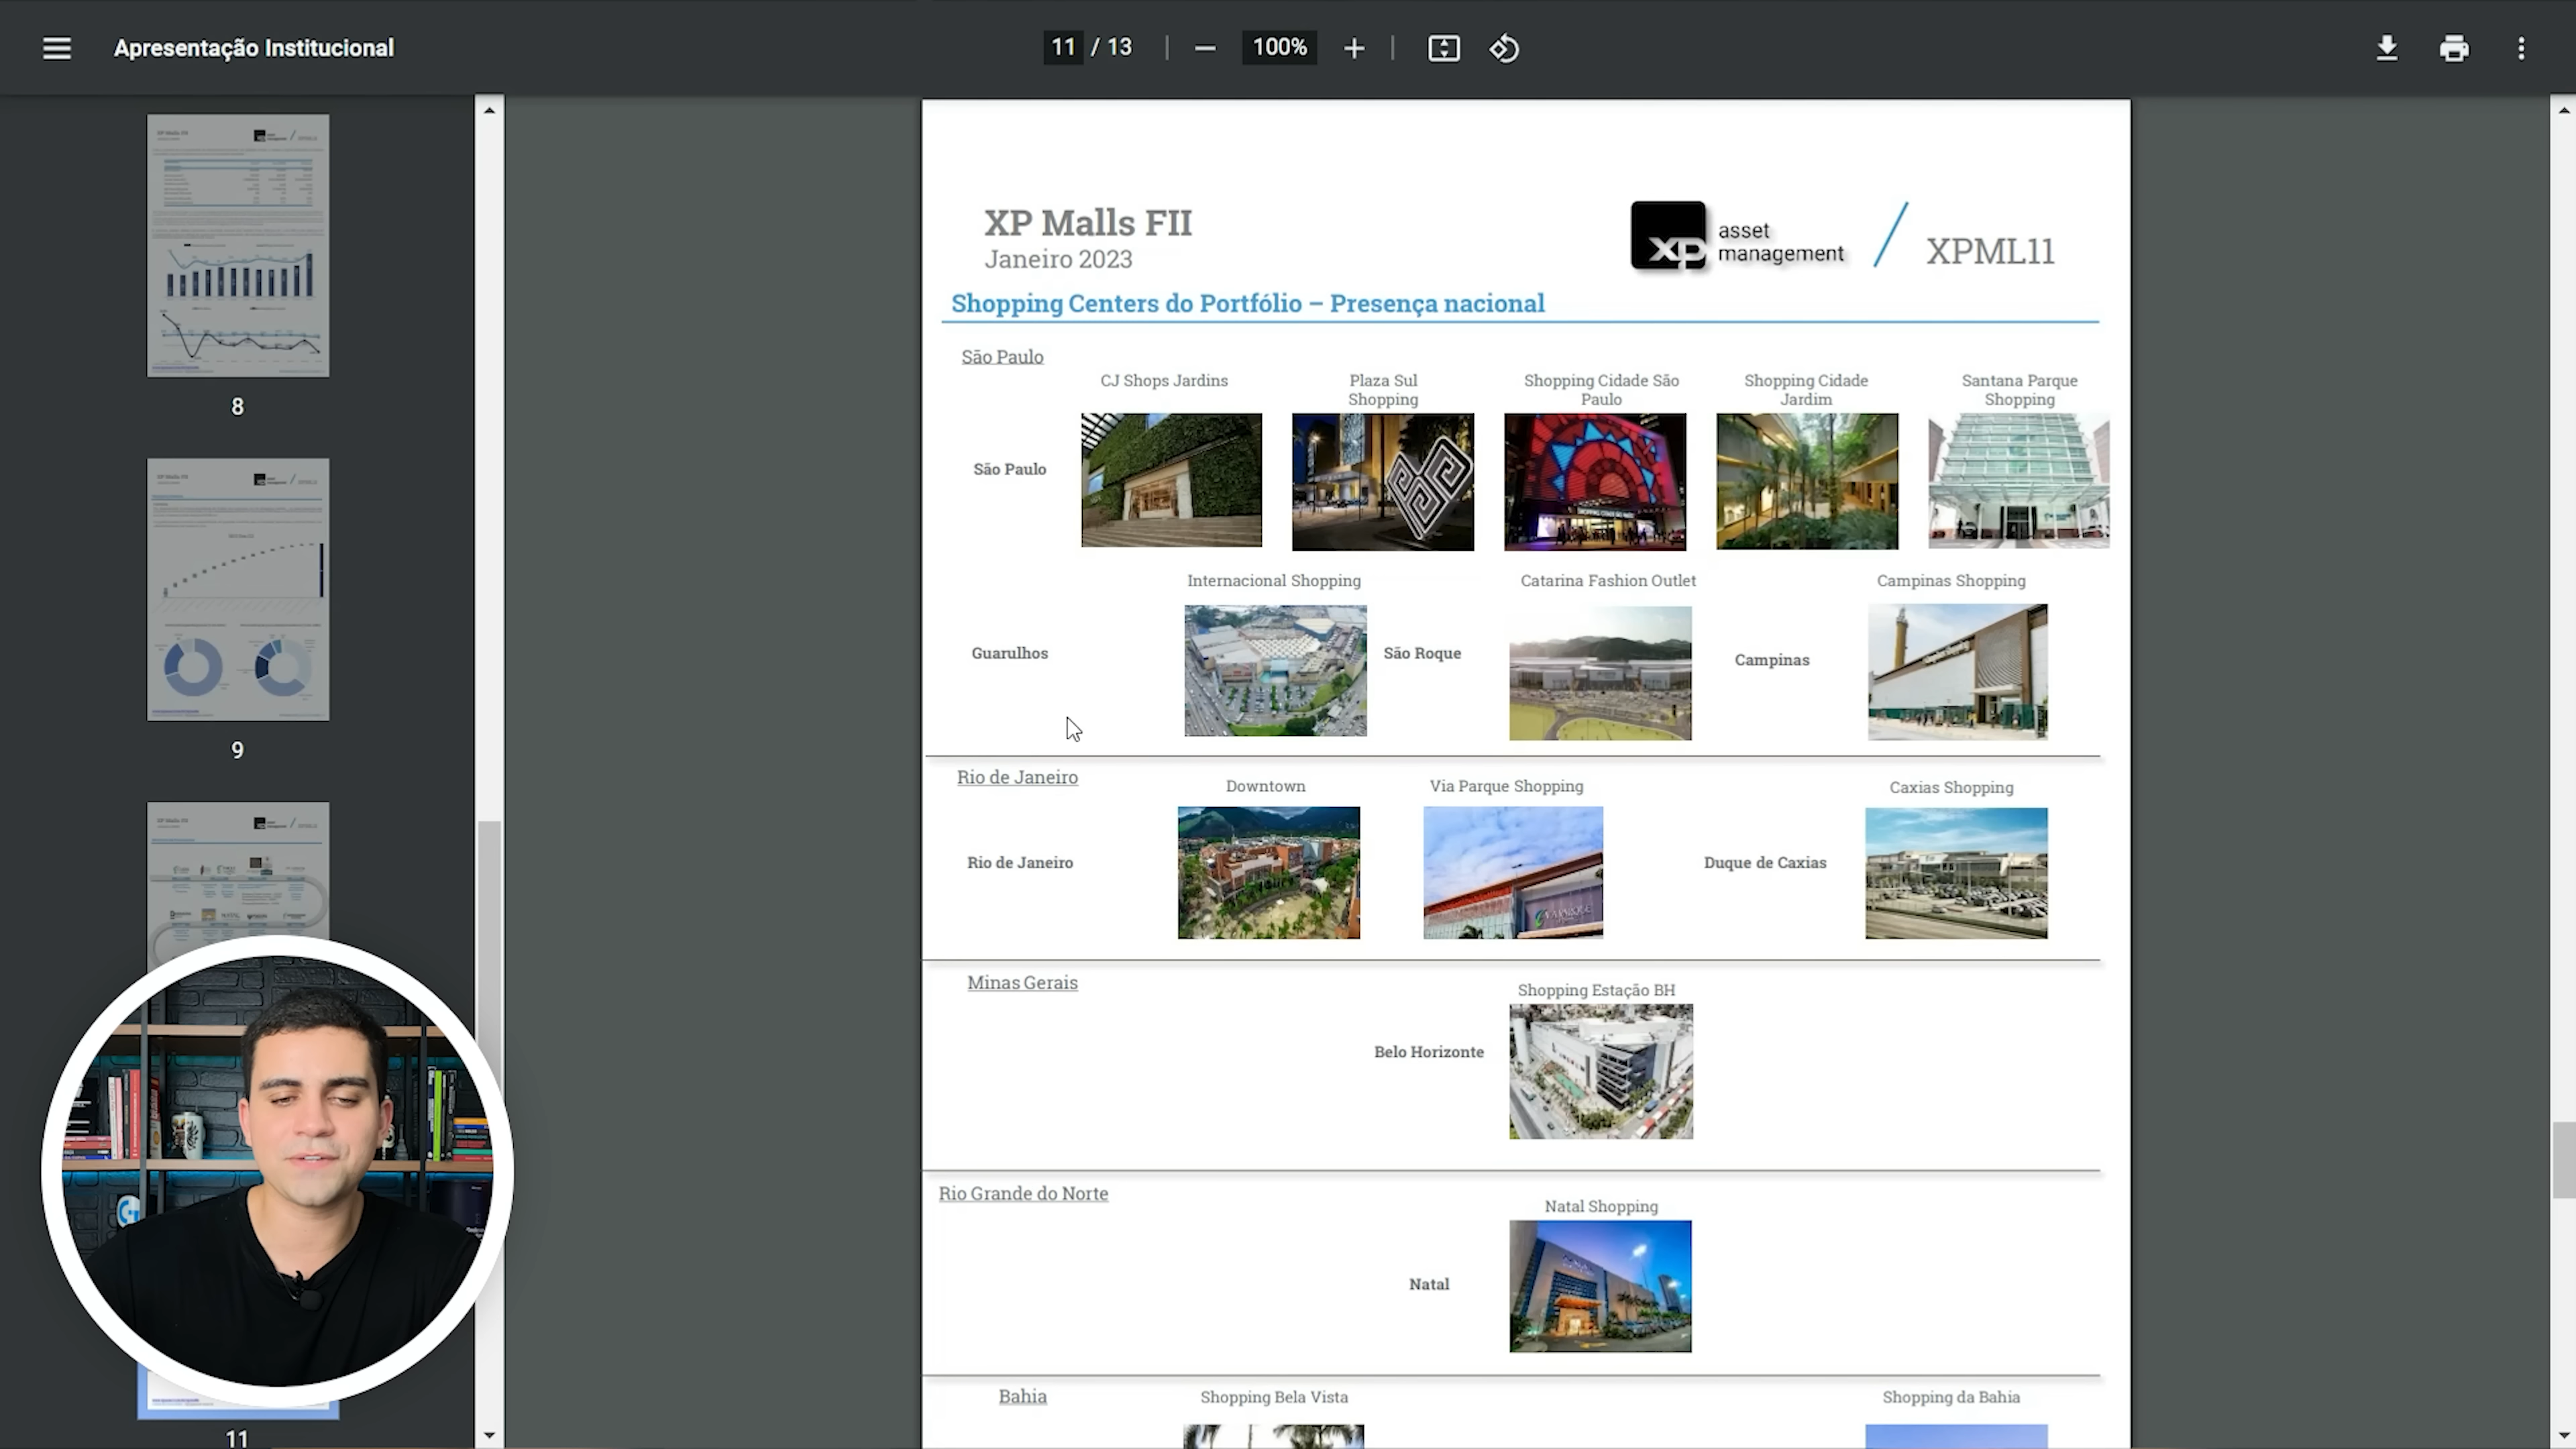 Apresentação Institucional
11 / 13
100%
8
9
11
XP Malls FII
Janeiro 2023
xp asset management
XPML11
Shopping Centers do Portfólio – Presença nacional
São Paulo
CJ Shops Jardins
Plaza Sul
Shopping
Shopping Cidade São
Paulo
Shopping Cidade
Jardim
Santana Parque
Shopping
São Paulo
Internacional Shopping
Catarina Fashion Outlet
Campinas Shopping
Guarulhos
São Roque
Campinas
Rio de Janeiro
Downtown
Via Parque Shopping
Caxias Shopping
Rio de Janeiro
Duque de Caxias
Minas Gerais
Shopping Estação BH
Belo Horizonte
Rio Grande do Norte
Natal Shopping
Natal
Bahia
Shopping Bela Vista
Shopping da Bahia